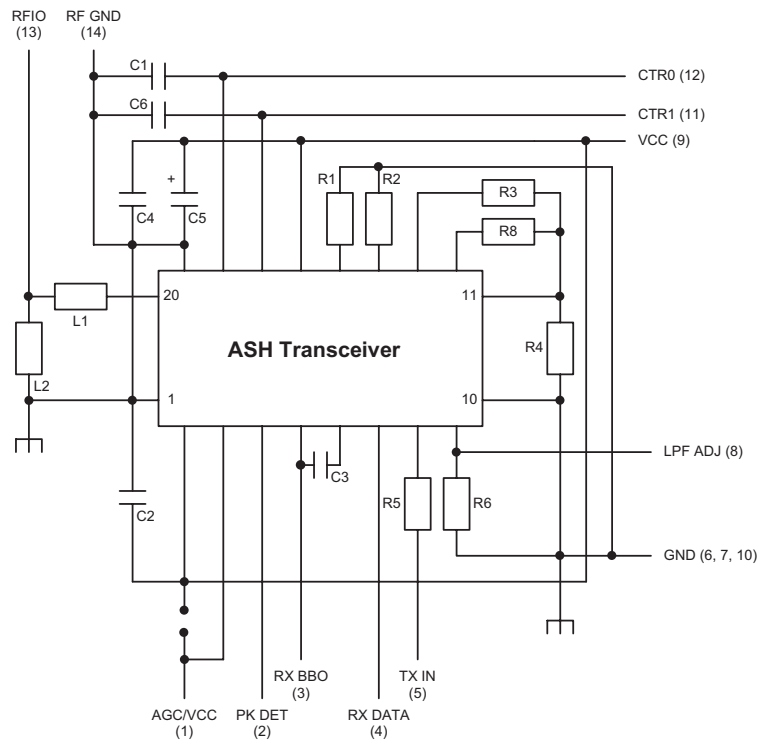 RFIO
(13)
RF GND
(14)
C1
CTR0 (12)
C6
CTR1 (11)
VCC (9)
+
R1
R2
R3
C4
C5
R8
20
11
L1
ASH Transceiver
R4
L2
1
10
LPF ADJ (8)
C3
C2
R5
R6
GND (6, 7, 10)
RX BBO
(3)
TX IN
(5)
AGC/VCC
(1)
PK DET
(2)
RX DATA
(4)